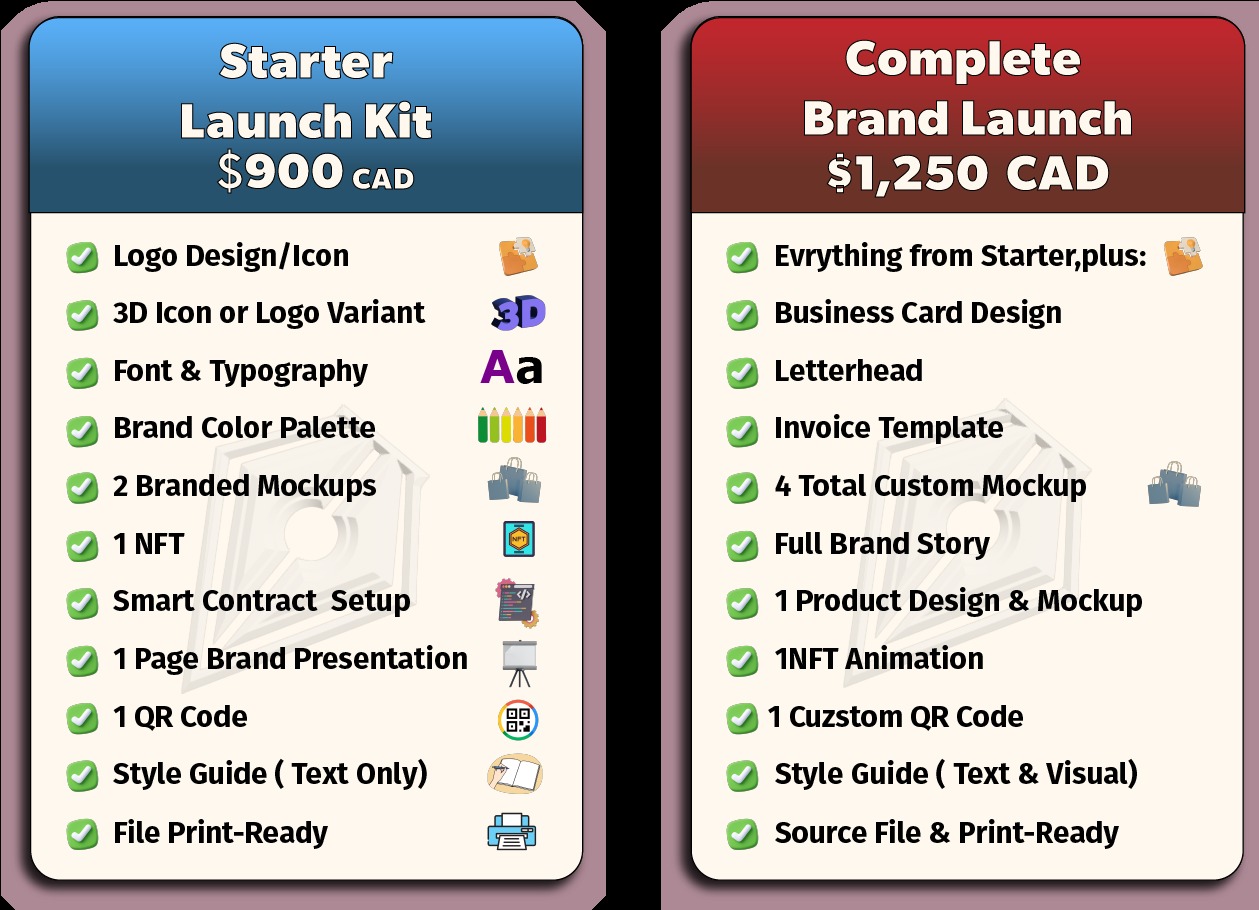 Starter
Launch Kit
$900 CAD
Logo Design/Icon
3D Icon or Logo Variant
3D
Font & Typography
Aa
Brand Color Palette
2 Branded Mockups
1 NFT
NFT
Smart Contract  Setup
</>
1 Page Brand Presentation
1 QR Code
Style Guide ( Text Only)
File Print-Ready
Complete
Brand Launch
$1,250 CAD
Evrything from Starter,plus:
Business Card Design
Letterhead
Invoice Template
4 Total Custom Mockup
Full Brand Story
1 Product Design & Mockup
1NFT Animation
1 Cuzstom QR Code
Style Guide ( Text & Visual)
Source File & Print-Ready